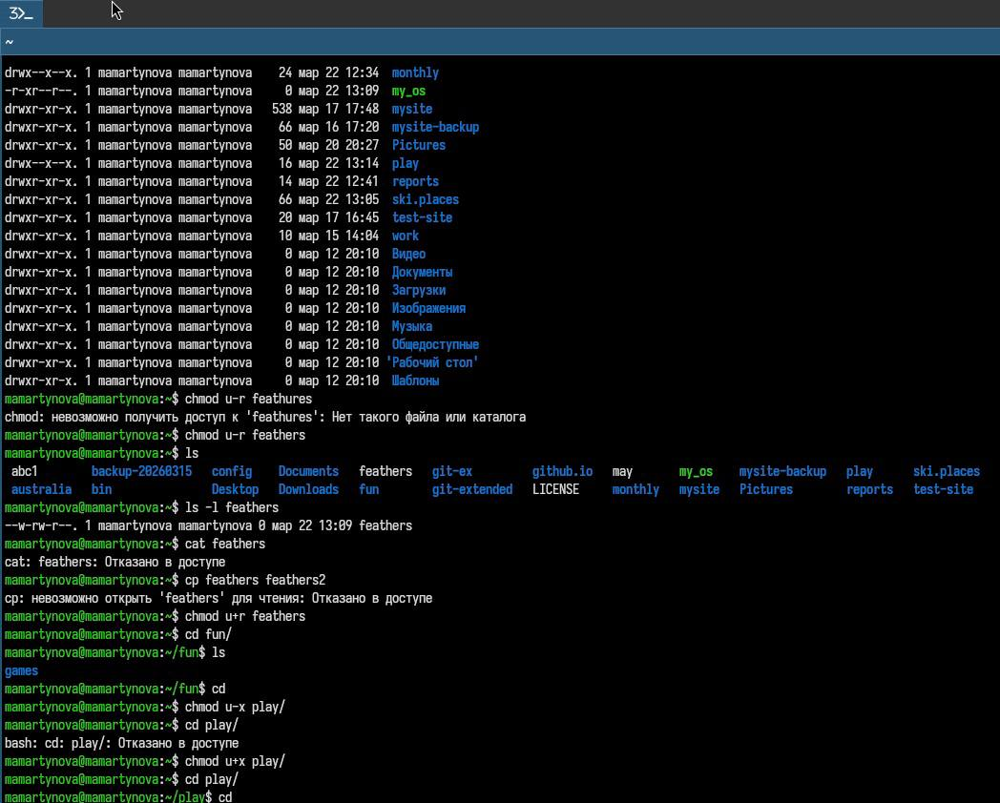 3
~
drwx--x--x. 1 mamartynova mamartynova 24 мар 22 12:34 monthly
-r-xr--r--. 1 mamartynova mamartynova 0 мар 22 13:09 my_os
drwxr-xr-x. 1 mamartynova mamartynova 538 мар 17 17:48 mysite
drwxr-xr-x. 1 mamartynova mamartynova 66 мар 16 17:20 mysite-backup
drwxr-xr-x. 1 mamartynova mamartynova 50 мар 20 20:27 Pictures
drwx--x--x. 1 mamartynova mamartynova 16 мар 22 13:14 play
drwxr-xr-x. 1 mamartynova mamartynova 14 мар 22 12:41 reports
drwxr-xr-x. 1 mamartynova mamartynova 66 мар 22 13:05 ski.places
drwxr-xr-x. 1 mamartynova mamartynova 20 мар 17 16:45 test-site
drwxr-xr-x. 1 mamartynova mamartynova 10 мар 15 14:04 work
drwxr-xr-x. 1 mamartynova mamartynova 0 мар 12 20:10 Видео
drwxr-xr-x. 1 mamartynova mamartynova 0 мар 12 20:10 Документы
drwxr-xr-x. 1 mamartynova mamartynova 0 мар 12 20:10 Загрузки
drwxr-xr-x. 1 mamartynova mamartynova 0 мар 12 20:10 Изображения
drwxr-xr-x. 1 mamartynova mamartynova 0 мар 12 20:10 Музыка
drwxr-xr-x. 1 mamartynova mamartynova 0 мар 12 20:10 Общедоступные
drwxr-xr-x. 1 mamartynova mamartynova 0 мар 12 20:10 'Рабочий стол'
drwxr-xr-x. 1 mamartynova mamartynova 0 мар 12 20:10 Шаблоны
mamartynova@mamartynova:~$ chmod u-r feathures
chmod: невозможно получить доступ к 'feathures': Нет такого файла или каталога
mamartynova@mamartynova:~$ chmod u-r feathers
mamartynova@mamartynova:~$ ls
abc1 backup-20260315 config Documents feathers git-ex github.io may my_os mysite-backup play ski.places
australia bin Desktop Downloads fun git-extended LICENSE monthly mysite Pictures reports test-site
mamartynova@mamartynova:~$ ls -l feathers
--w-rw-r--. 1 mamartynova mamartynova 0 мар 22 13:09 feathers
mamartynova@mamartynova:~$ cat feathers
cat: feathers: Отказано в доступе
mamartynova@mamartynova:~$ cp feathers feathers2
cp: невозможно открыть 'feathers' для чтения: Отказано в доступе
mamartynova@mamartynova:~$ chmod u+r feathers
mamartynova@mamartynova:~$ cd fun/
mamartynova@mamartynova:~/fun$ ls
games
mamartynova@mamartynova:~/fun$ cd
mamartynova@mamartynova:~$ chmod u-x play/
mamartynova@mamartynova:~$ cd play/
bash: cd: play/: Отказано в доступе
mamartynova@mamartynova:~$ chmod u+x play/
mamartynova@mamartynova:~$ cd play/
mamartynova@mamartynova:~/play$ cd